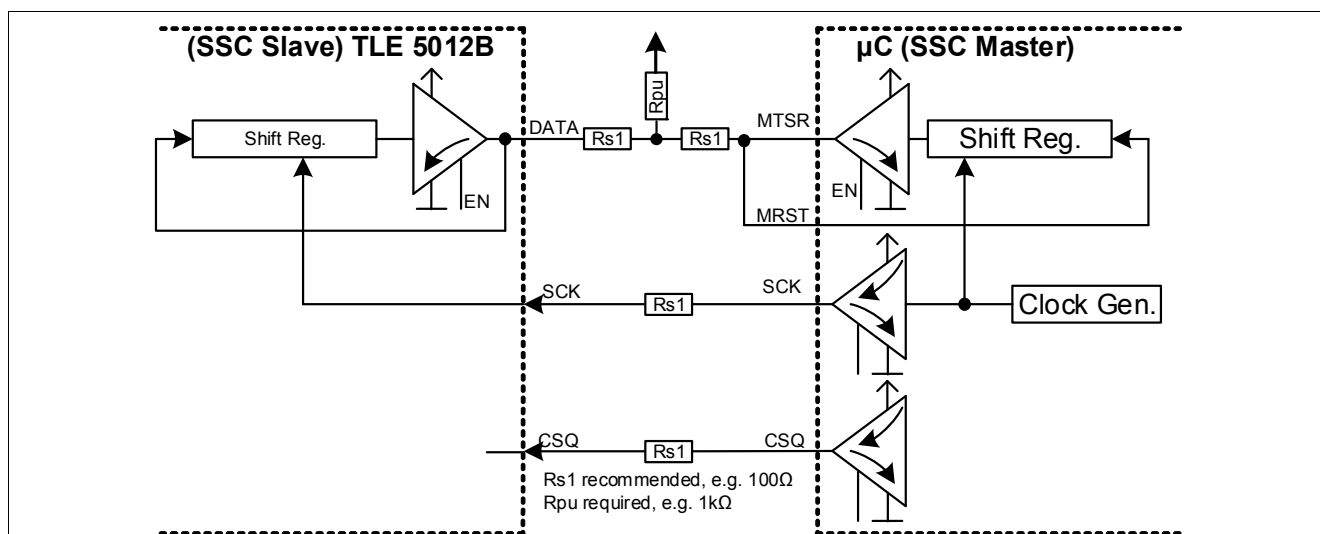 (SSC Slave) TLE 5012B
µC (SSC Master)
Rpu
DATA
Rs1
Rs1
MTSR
Shift Reg.
Shift Reg.
EN
EN
MRST
SCK
Rs1
SCK
Clock Gen.
CSQ
Rs1
CSQ
Rs1 recommended, e.g. 100Ω
Rpu required, e.g. 1kΩ